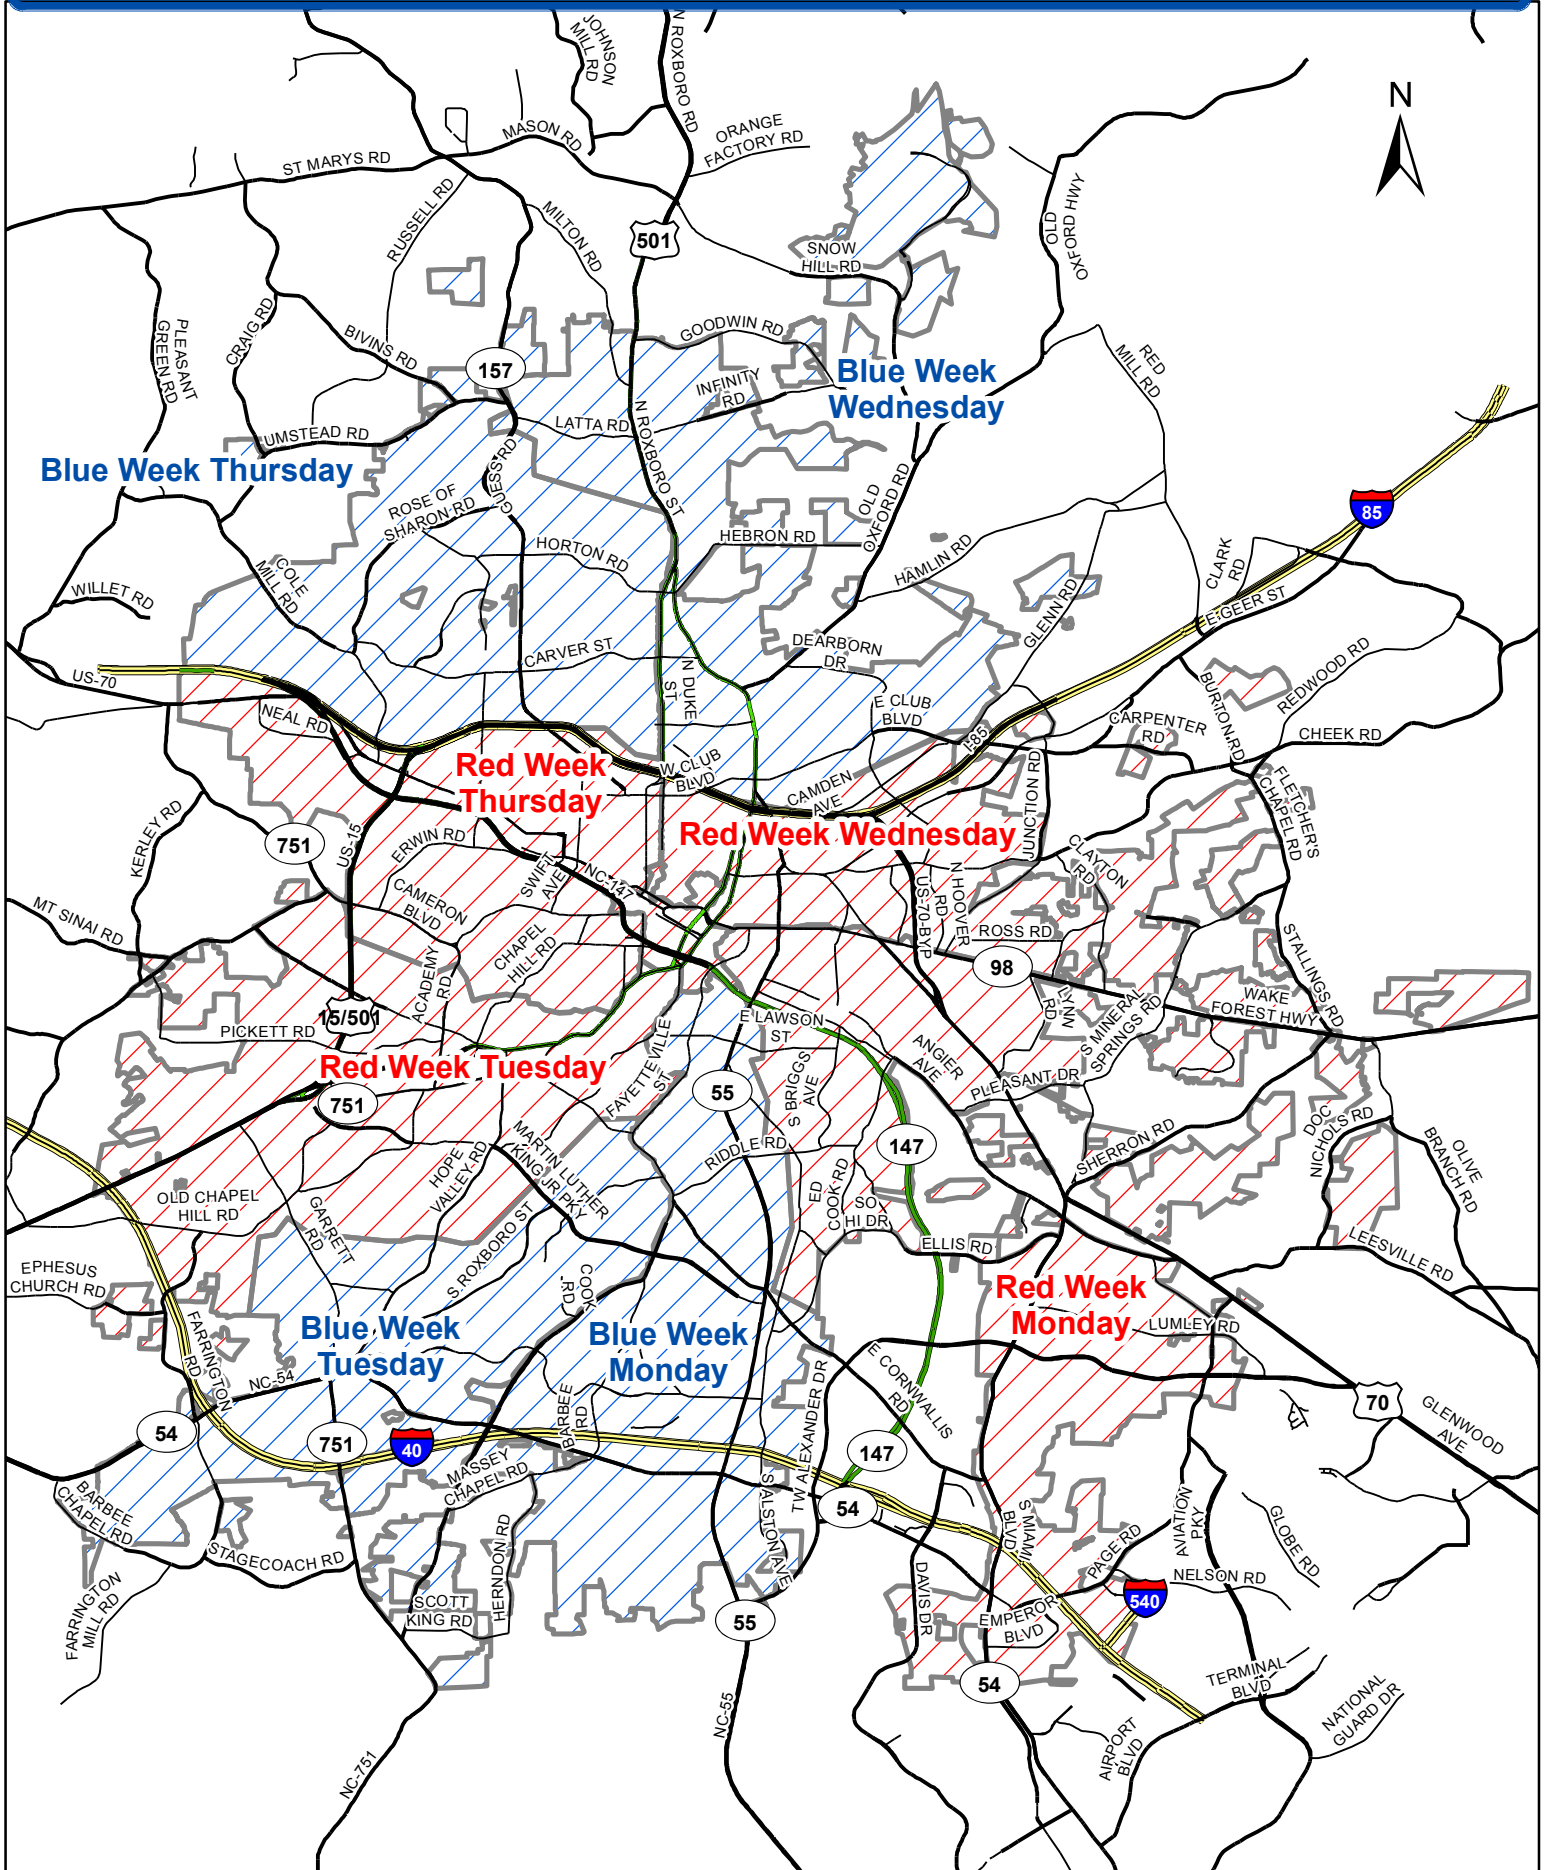 JOHNSON
MILL RD
N ROXBORO RD
ORANGE
FACTORY RD
N
MASON RD
ST MARYS RD
RUSSELL RD
MILTON RD
501
SNOW
HILL RD
OLD
OXFORD HWY
PLEASANT
GREEN RD
CRAIG RD
BIVINS RD
157
GOODWIN RD
INFINITY
RD
Blue Week
Wednesday
RED
MILL RD
UMSTEAD RD
LATTA RD
N ROXBORO ST
GUESS RD
Blue Week Thursday
ROSE OF
SHARON RD
OLD
OXFORD RD
85
HORTON RD
HEBRON RD
HAMLIN RD
CLARK
RD
COLE
MILL RD
WILLET RD
E GEER ST
GLENN RD
CARVER ST
DEARBORN
DR
N DUKE
ST
US-70
NEAL RD
E CLUB
BLVD
BURTON RD
REDWOOD RD
CARPENTER
RD
CHEEK RD
I-85
Red Week
Thursday
W CLUB
BLVD
CAMDEN
AVE
JUNCTION RD
FLETCHER'S
CHAPEL RD
KERLEY RD
751
US-15
ERWIN RD
Red Week Wednesday
SWIFT
AVE
NC-147
CLAYTON
RD
N HOOVER
RD
US-70-BYP
CAMERON
BLVD
MT SINAI RD
CHAPEL
HILL RD
ROSS RD
98
STALLINGS RD
ACADEMY
RD
WAKE
FOREST HWY
LYNN
RD
S MINERAL
SPRINGS RD
15/501
PICKETT RD
E LAWSON
ST
Red Week Tuesday
751
FAYETTEVILLE
ST
55
S BRIGGS
AVE
ANGIER
AVE
PLEASANT DR
147
DOC
NICHOLS RD
OLIVE
BRANCH RD
SHERRON RD
MARTIN LUTHER
KING JR PKY
HOPE
VALLEY RD
RIDDLE RD
ED
COOK RD
SO
HI DR
OLD CHAPEL
HILL RD
GARRETT
RD
S ROXBORO ST
ELLIS RD
LEESVILLE RD
EPHESUS
CHURCH RD
COOK
RD
Red Week
Monday
LUMLEY RD
FARRINGTON
RD
Blue Week
Tuesday
Blue Week
Monday
NC-54
E CORNWALLIS
RD
TW ALEXANDER DR
BARBEE
RD
70
GLENWOOD
AVE
54
751
40
147
MASSEY
CHAPEL RD
BARBEE
CHAPEL RD
S ALSTON AVE
54
S MIAMI
BLVD
AVIATION
PKY
GLOBE RD
HERNDON RD
STAGECOACH RD
PAGE RD
NELSON RD
DAVIS DR
FARRINGTON
MILL RD
SCOTT
KING RD
540
EMPEROR
BLVD
55
54
TERMINAL
BLVD
NATIONAL
GUARD DR
NC-55
AIRPORT
BLVD
NC-751